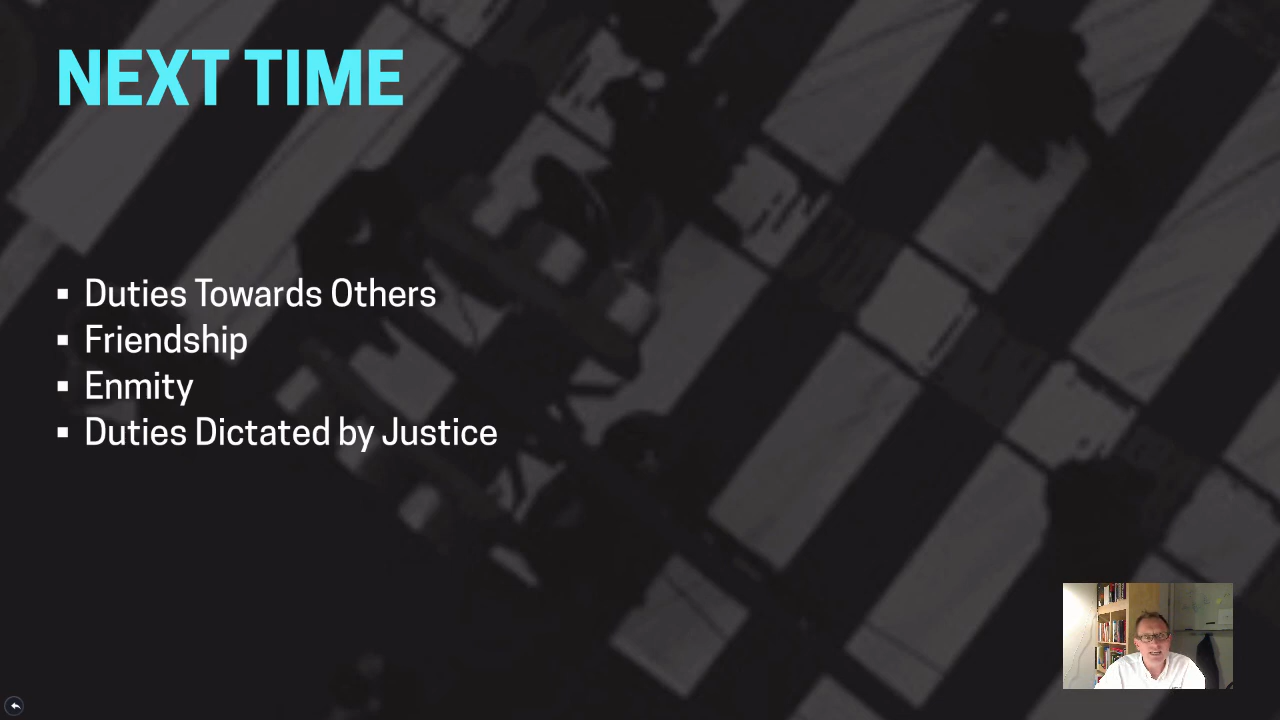 NEXT TIME
▪ Duties Towards Others
▪ Friendship
▪ Enmity
▪ Duties Dictated by Justice